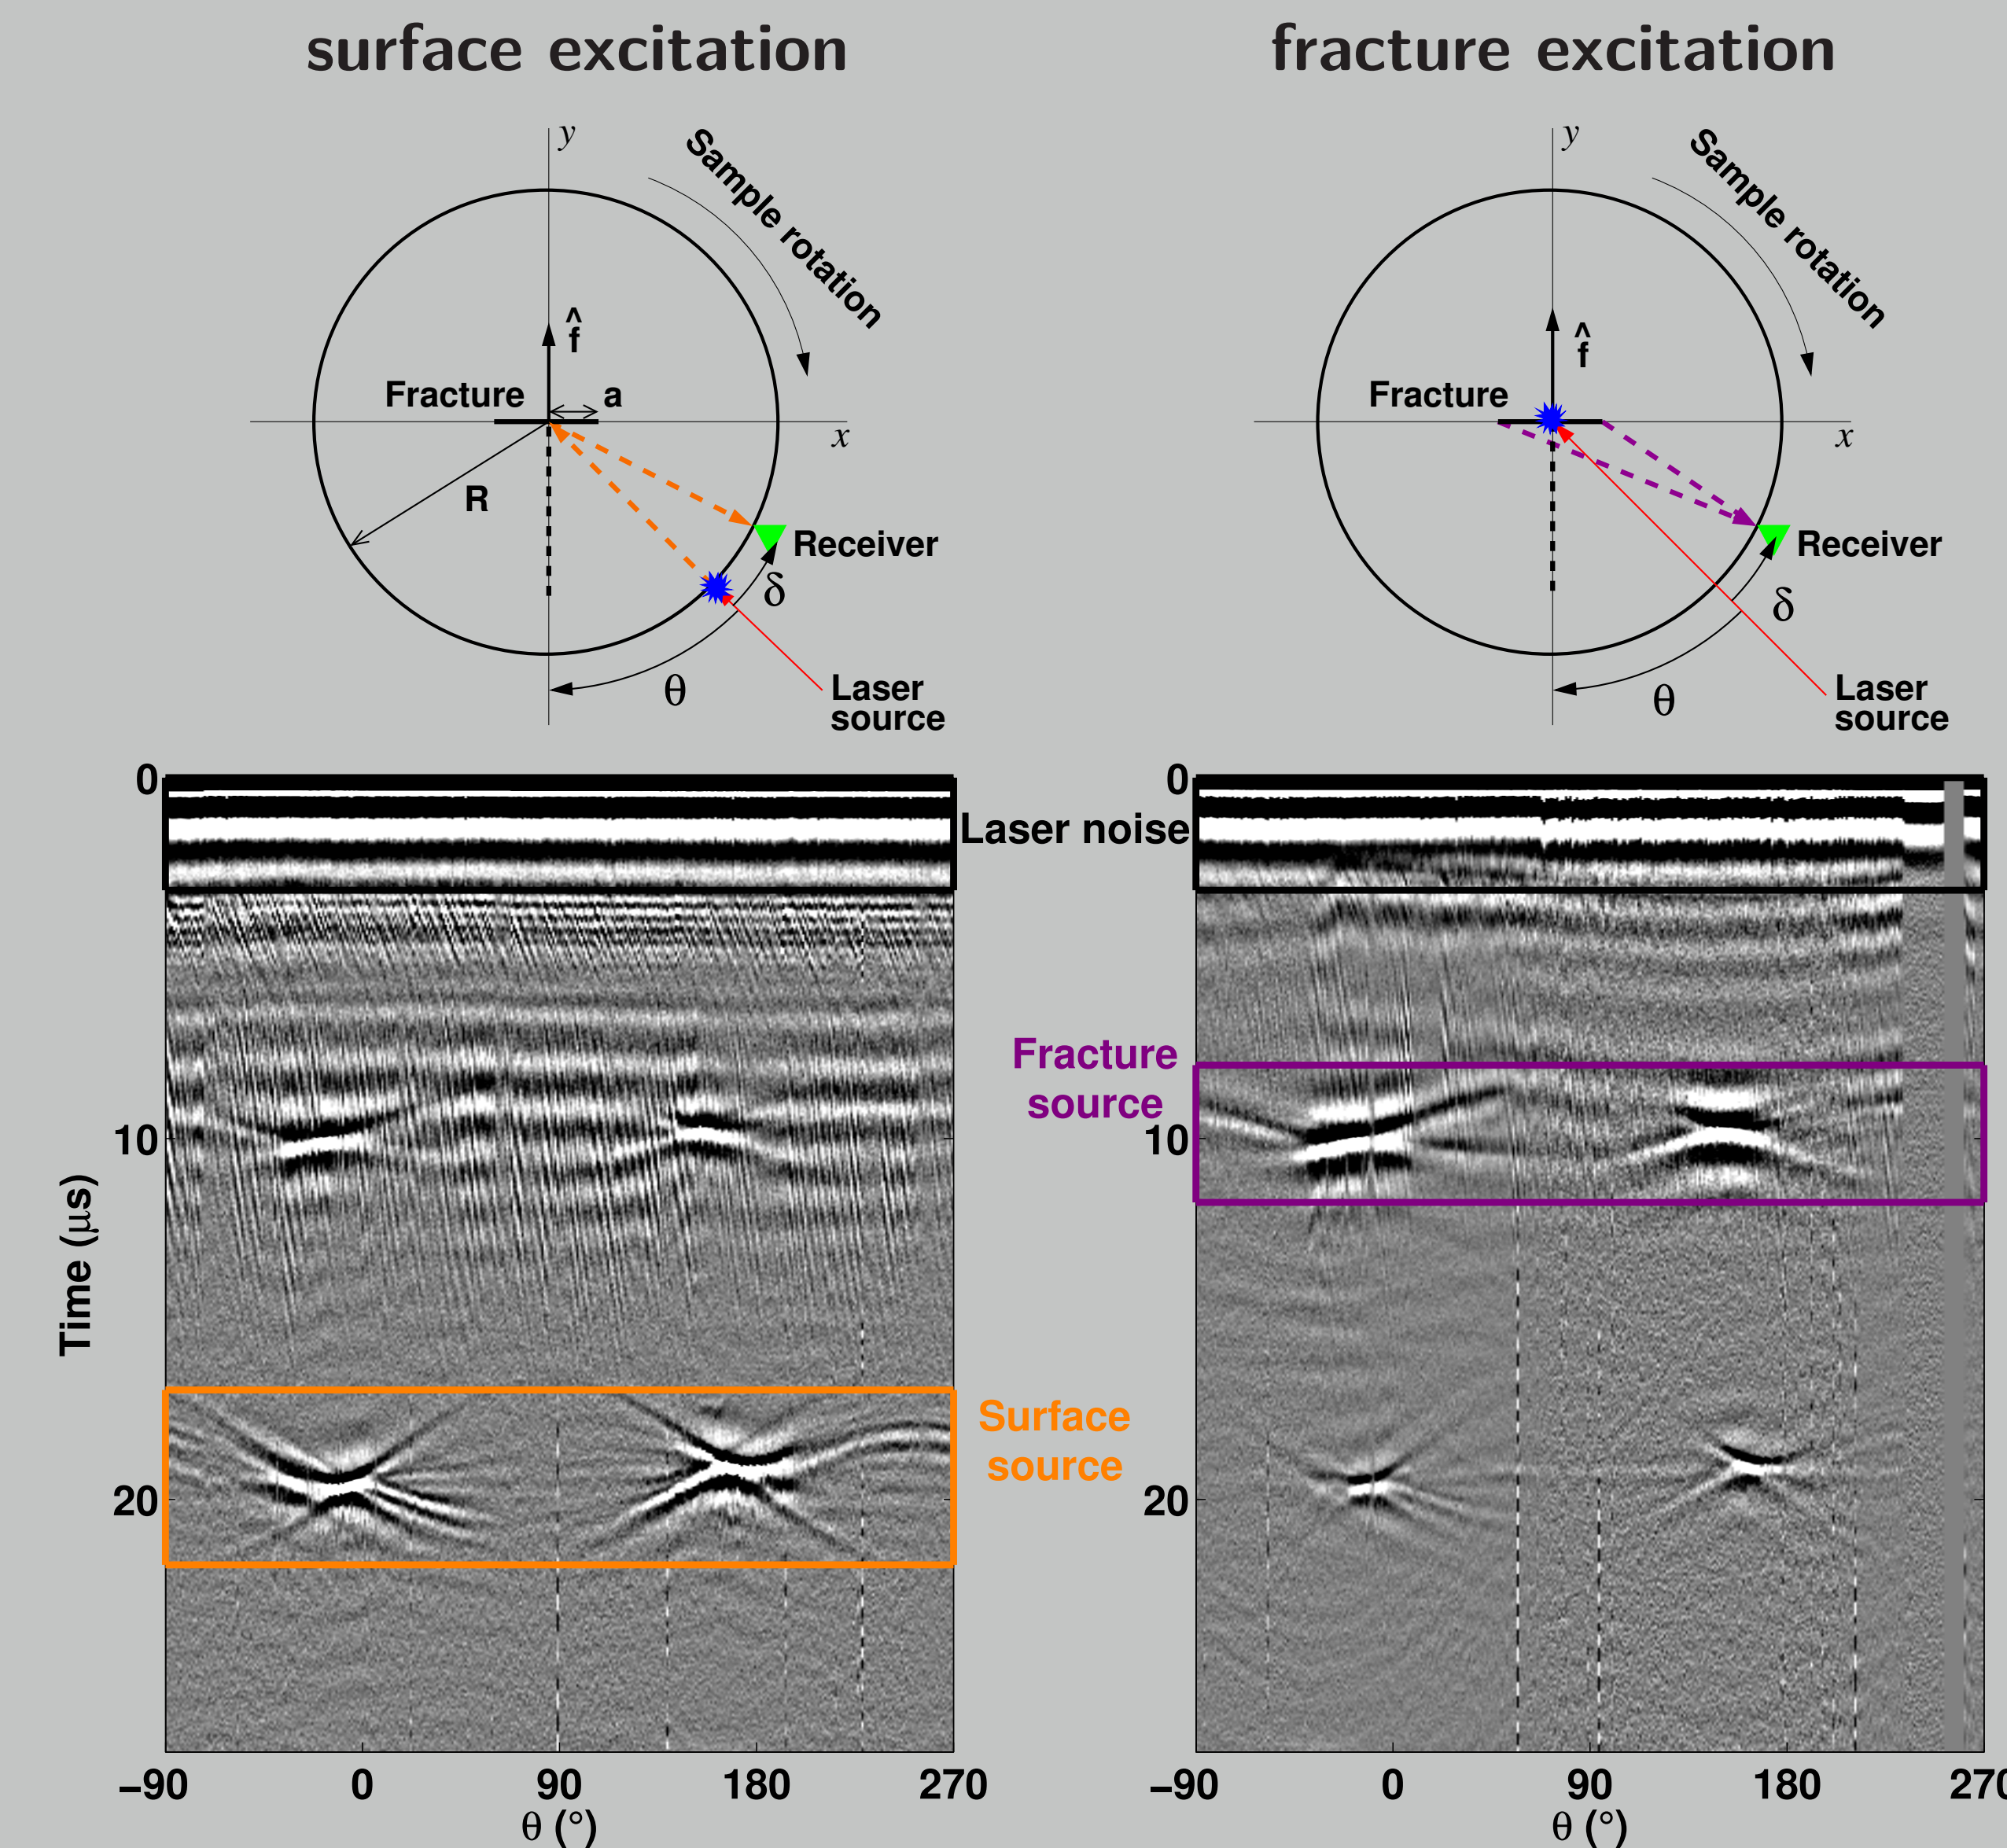 surface excitation
fracture excitation
y
Sample rotation
f̂
Fracture
a
x
R
Receiver
δ
θ
Laser
source
y
Sample rotation
f̂
Fracture
x
Receiver
δ
θ
Laser
source
0
10
20
Time (μs)
−90 0 90 180 270
θ (°)
Laser noise
Fracture
source
Surface
source
0
10
20
−90 0 90 180 270
θ (°)